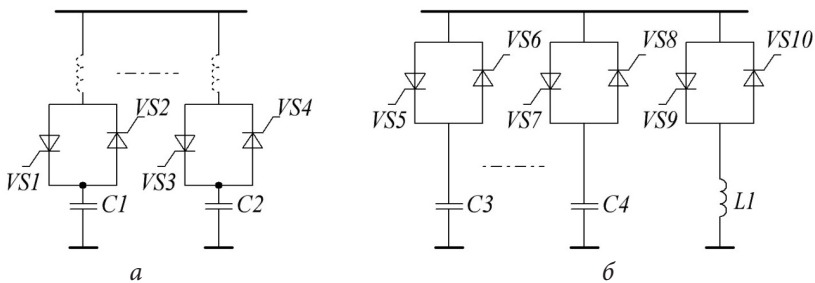 VS6 VS8 VS10
VS2 VS4
VS5 VS7 VS9
VS1 VS3
C1 C2 C3 C4 L1
а б